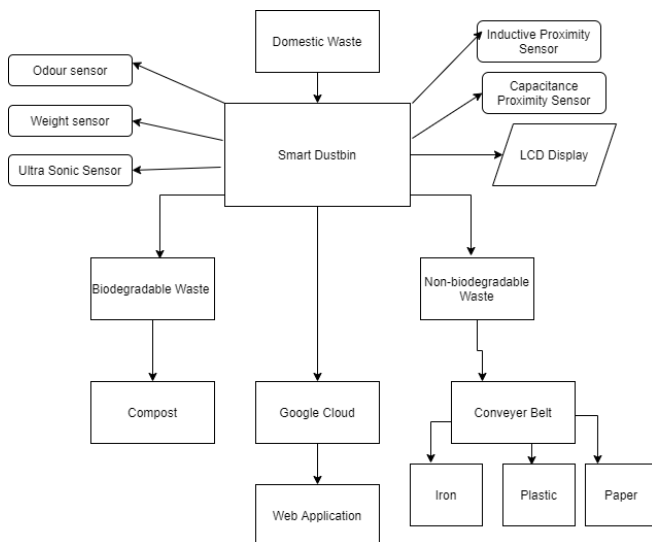 Domestic Waste
Inductive Proximity
Sensor
Odour sensor
Capacitance
Proximity Sensor
Weight sensor
Smart Dustbin
LCD Display
Ultra Sonic Sensor
Biodegradable Waste
Non-biodegradable
Waste
Compost
Google Cloud
Conveyer Belt
Iron
Plastic
Paper
Web Application